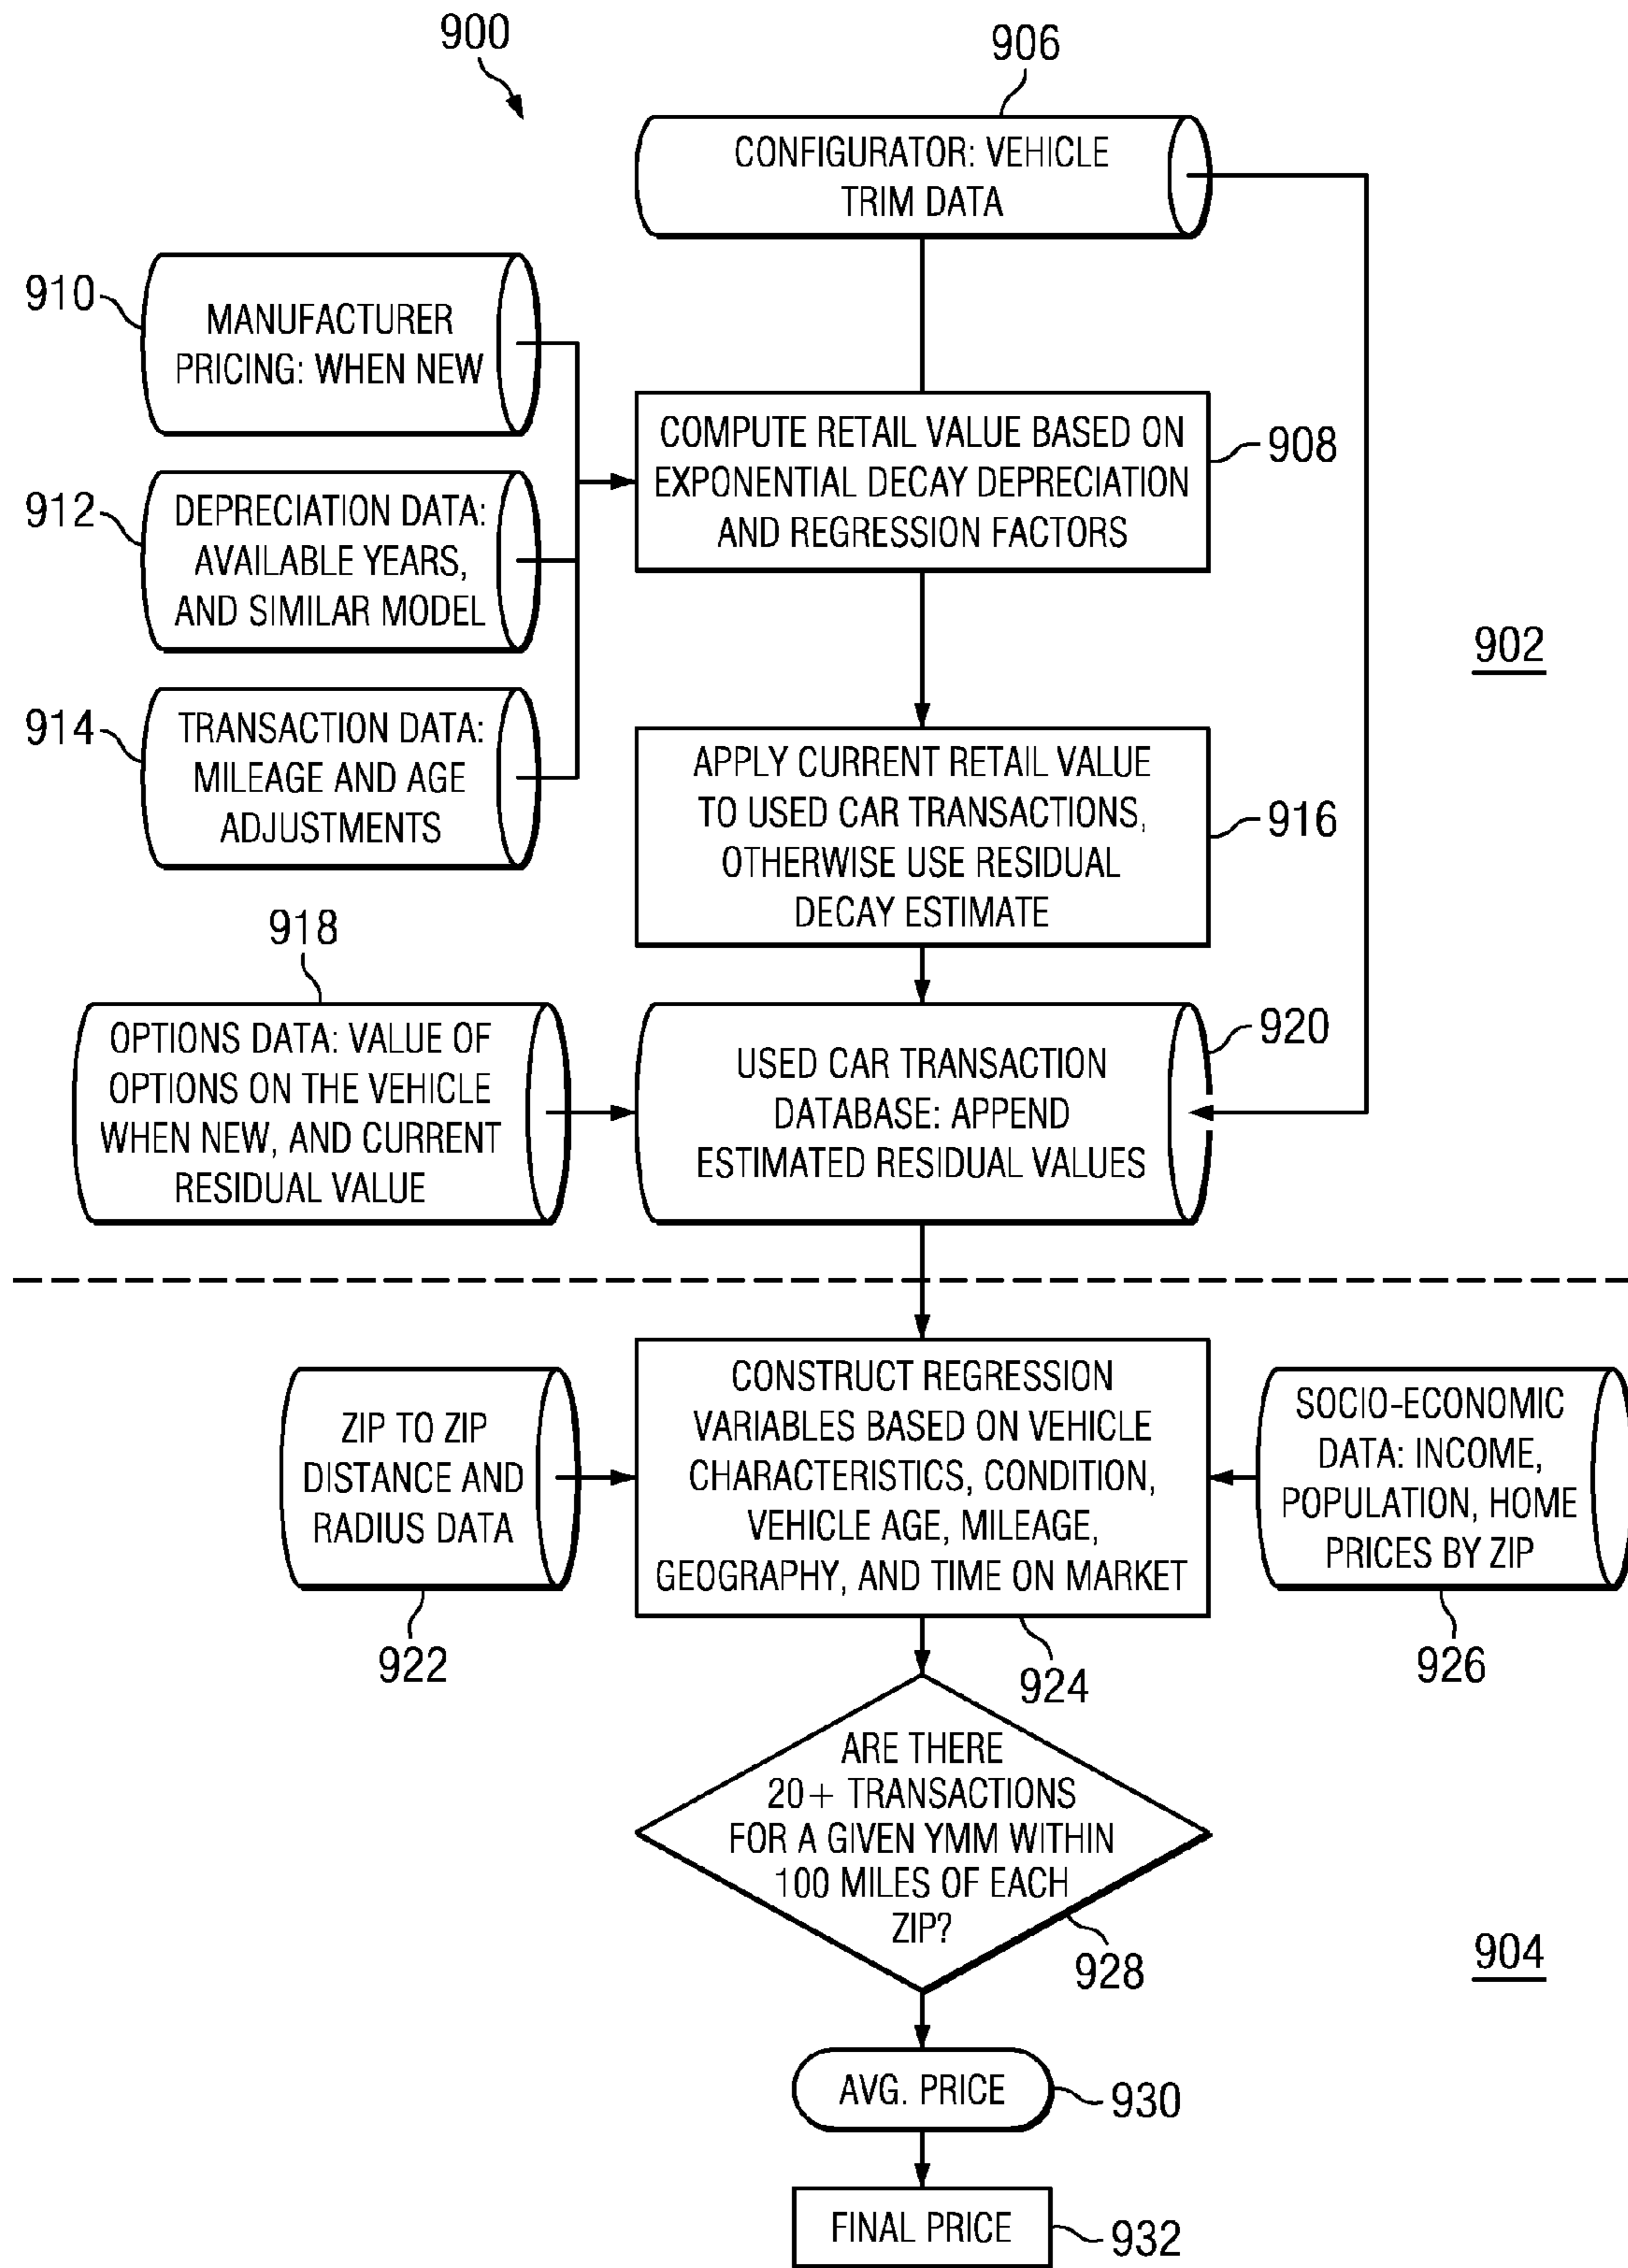 900
906
CONFIGURATOR: VEHICLE
TRIM DATA
910
MANUFACTURER
PRICING: WHEN NEW
COMPUTE RETAIL VALUE BASED ON
EXPONENTIAL DECAY DEPRECIATION
AND REGRESSION FACTORS
908
912
DEPRECIATION DATA:
AVAILABLE YEARS,
AND SIMILAR MODEL
902
914
TRANSACTION DATA:
MILEAGE AND AGE
ADJUSTMENTS
APPLY CURRENT RETAIL VALUE
TO USED CAR TRANSACTIONS,
OTHERWISE USE RESIDUAL
DECAY ESTIMATE
916
918
OPTIONS DATA: VALUE OF
OPTIONS ON THE VEHICLE
WHEN NEW, AND CURRENT
RESIDUAL VALUE
USED CAR TRANSACTION
DATABASE: APPEND
ESTIMATED RESIDUAL VALUES
920
ZIP TO ZIP
DISTANCE AND
RADIUS DATA
922
CONSTRUCT REGRESSION
VARIABLES BASED ON VEHICLE
CHARACTERISTICS, CONDITION,
VEHICLE AGE, MILEAGE,
GEOGRAPHY, AND TIME ON MARKET
924
SOCIO-ECONOMIC
DATA: INCOME,
POPULATION, HOME
PRICES BY ZIP
926
ARE THERE
20+ TRANSACTIONS
FOR A GIVEN YMM WITHIN
100 MILES OF EACH
ZIP?
928
904
AVG. PRICE
930
FINAL PRICE
932